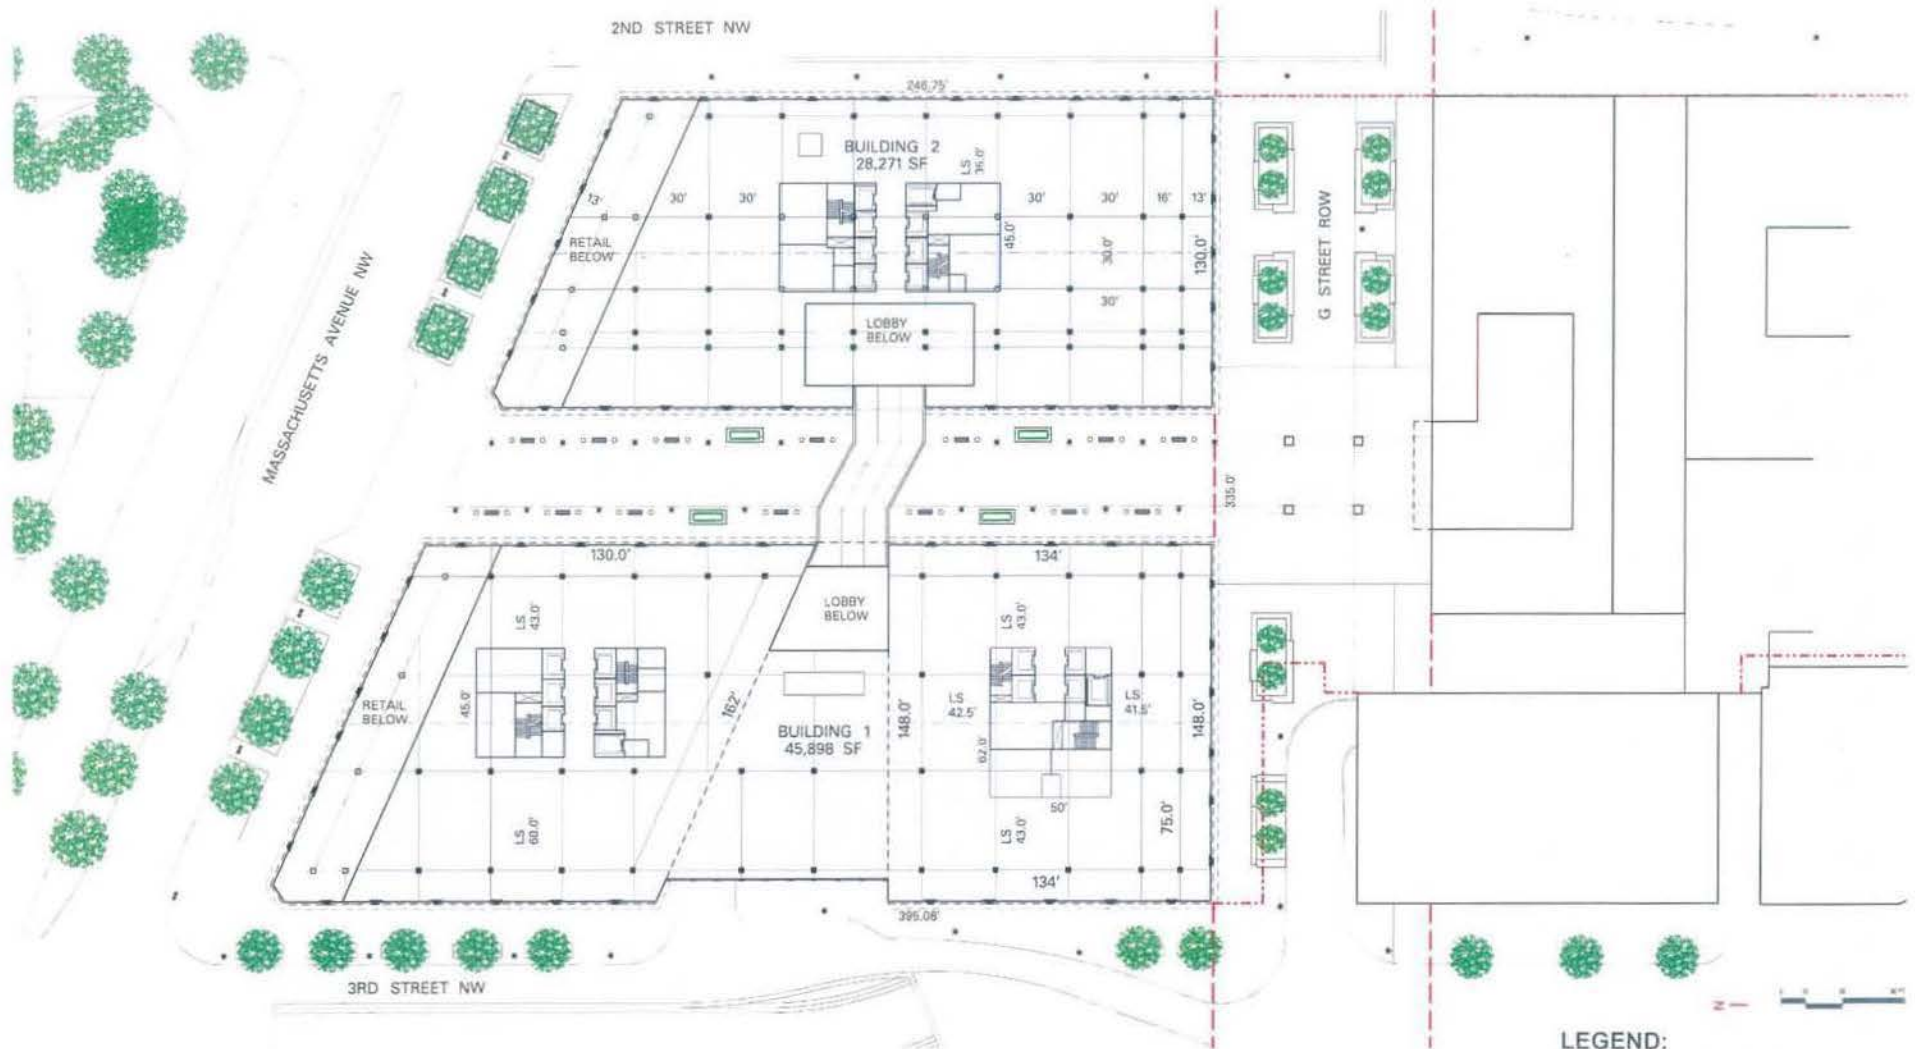 2ND STREET NW
246.75'
BUILDING 2
28,271 SF
LS
36.0'
13'
30'
30'
30'
30'
16'
13'
RETAIL
BELOW
45.0'
30.0'
130.0'
30'
LOBBY
BELOW
G STREET ROW
MASSACHUSETTS AVENUE NW
335.0'
130.0'
134'
LS
43.0'
LOBBY
BELOW
LS
43.0'
RETAIL
BELOW
45.0'
162'
BUILDING 1
45,898 SF
148.0'
LS
42.5'
LS
41.5'
148.0'
62.0'
50'
75.0'
LS
60.0'
LS
43.0'
134'
395.08'
3RD STREET NW
N
LEGEND: